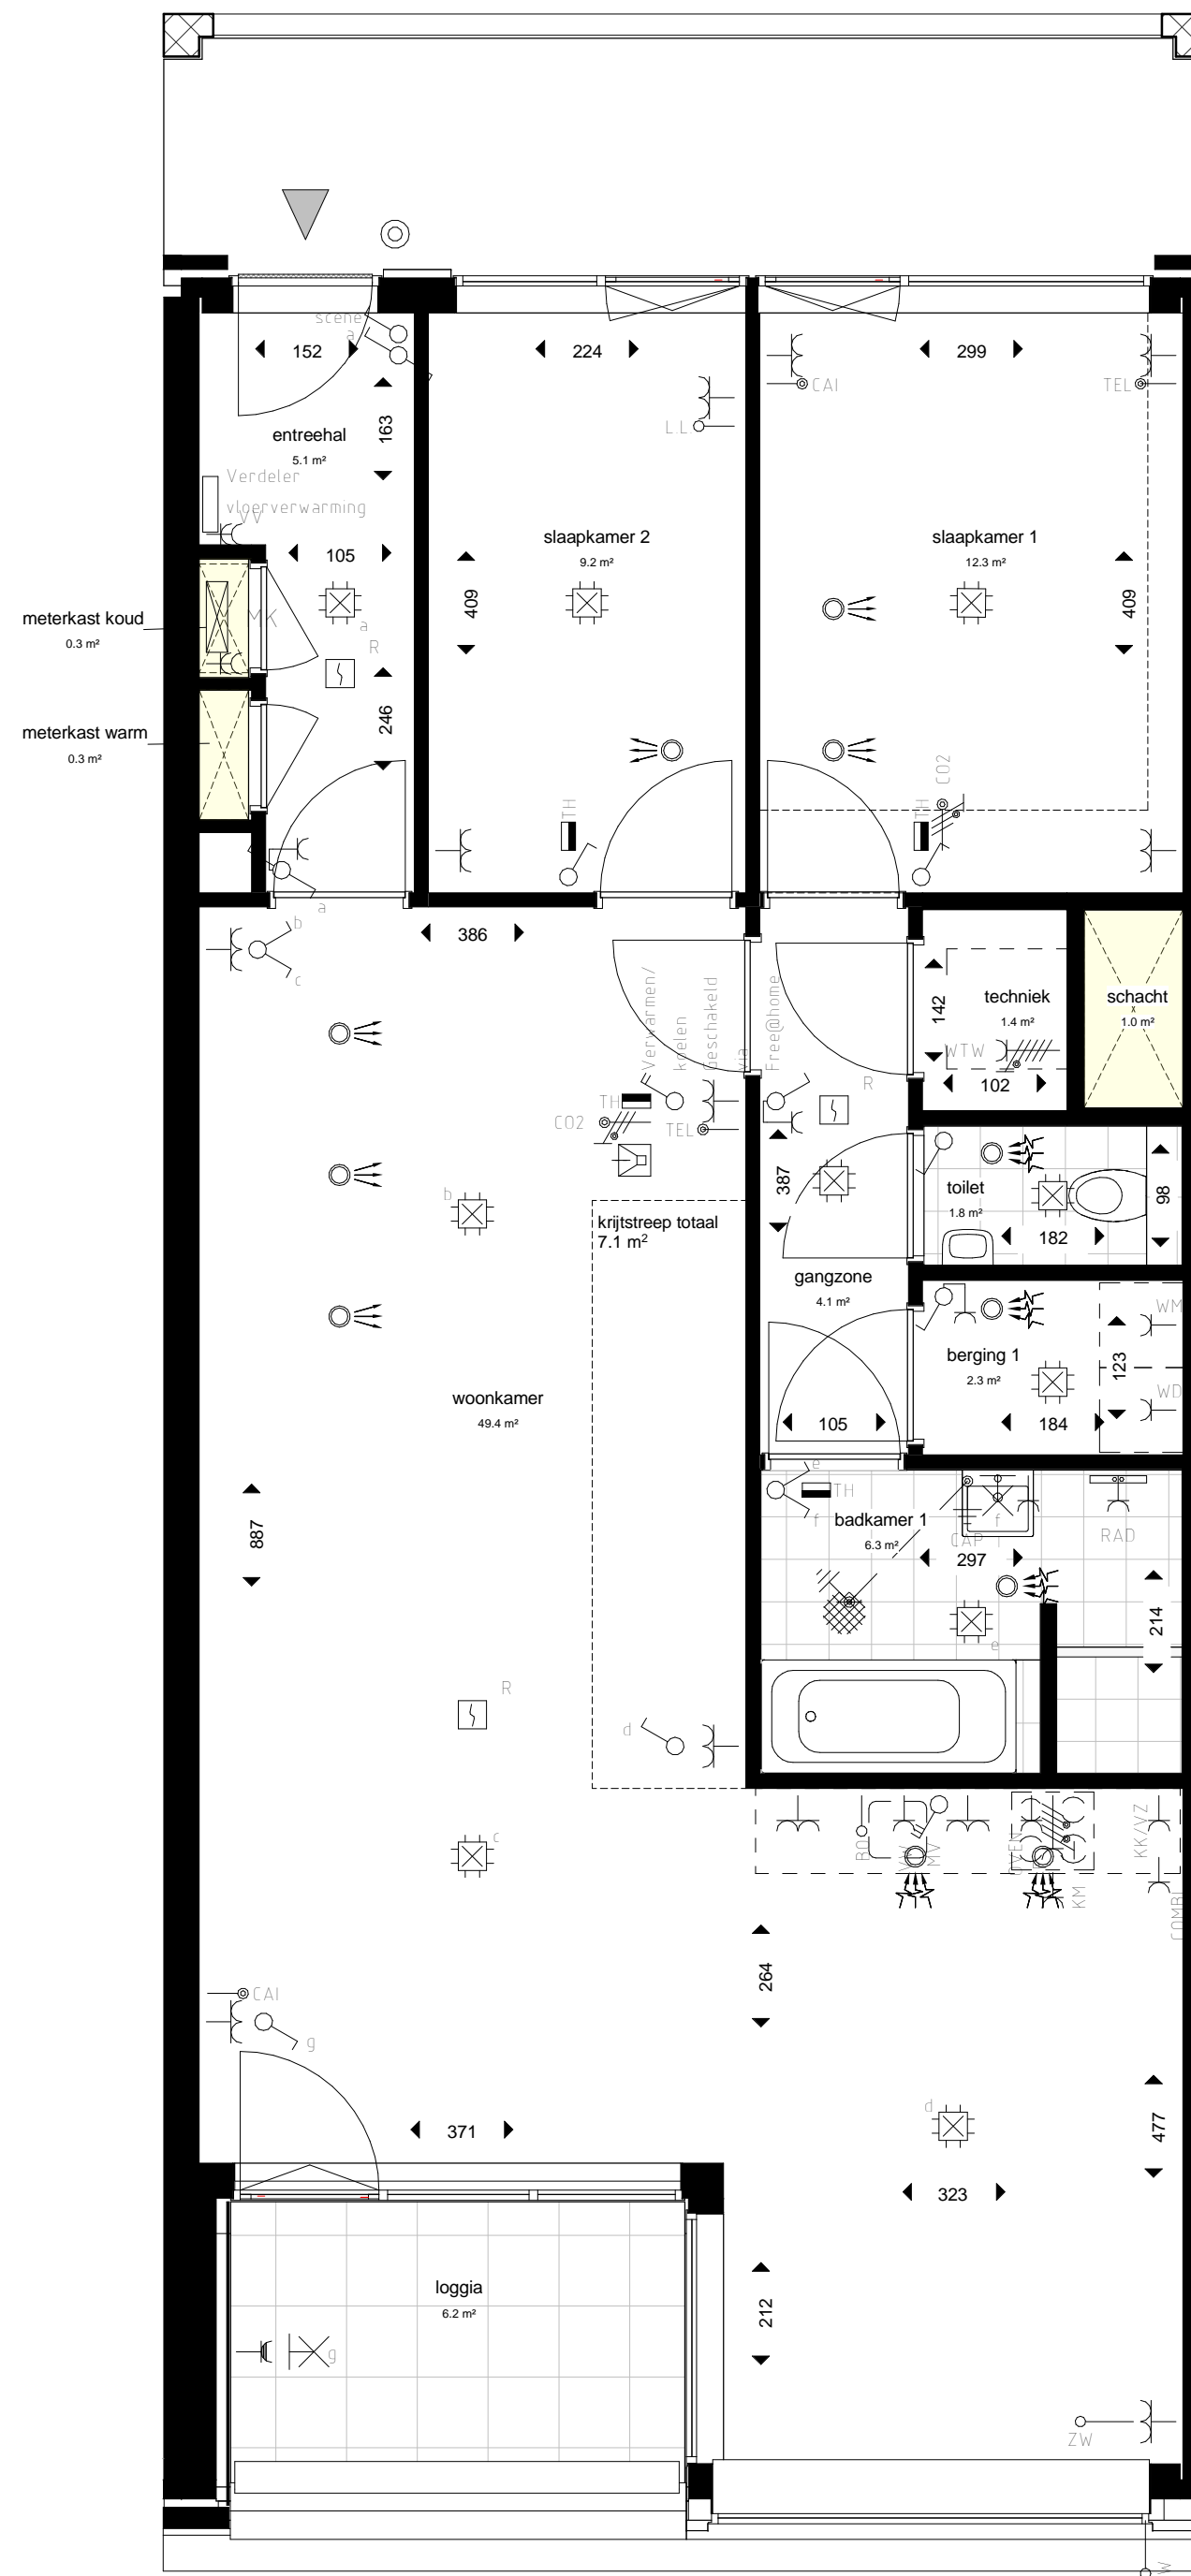 scene
a
152
224
299
CAI
TEL
163
L.L
entreehal
5.1 m²
Verdeler
vloerverwarming
VV
105
slaapkamer 2
9.2 m²
slaapkamer 1
12.3 m²
409
409
meterkast koud
0.3 m²
MK
a
R
246
meterkast warm
0.3 m²
TH
TH
CO2
a
b
c
386
Verwarmen/
koelen
Geschakeld
via
Free@home
142
techniek
1.4 m²
WTW
102
schacht
1.0 m²
R
TH
CO2
TEL
387
toilet
1.8 m²
182
98
b
krijtstreep totaal
7.1 m²
gangzone
4.1 m²
berging 1
2.3 m²
WM
123
WD
184
105
woonkamer
49.4 m²
887
e
TH
f
badkamer 1
6.3 m²
CAP
f
297
RAD
214
e
R
d
c
BO
MV
KM
KK/VZ
COMBI
264
CAI
g
371
d
477
323
loggia
6.2 m²
g
212
ZW